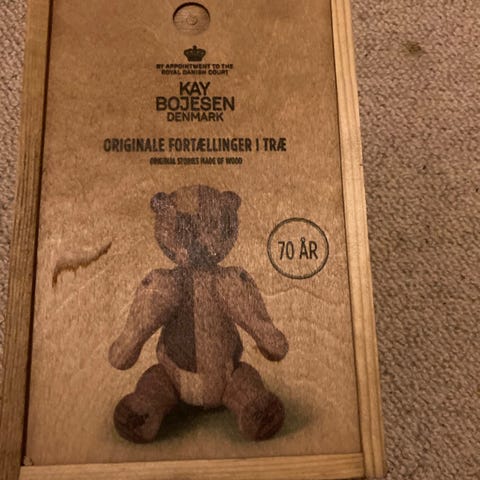 BY APPOINTMENT TO THE
ROYAL DANISH COURT
KAY
BOJESEN
DENMARK
ORIGINALE FORTÆLLINGER I TRÆ
ORIGINAL STORIES MADE OF WOOD
70 ÅR